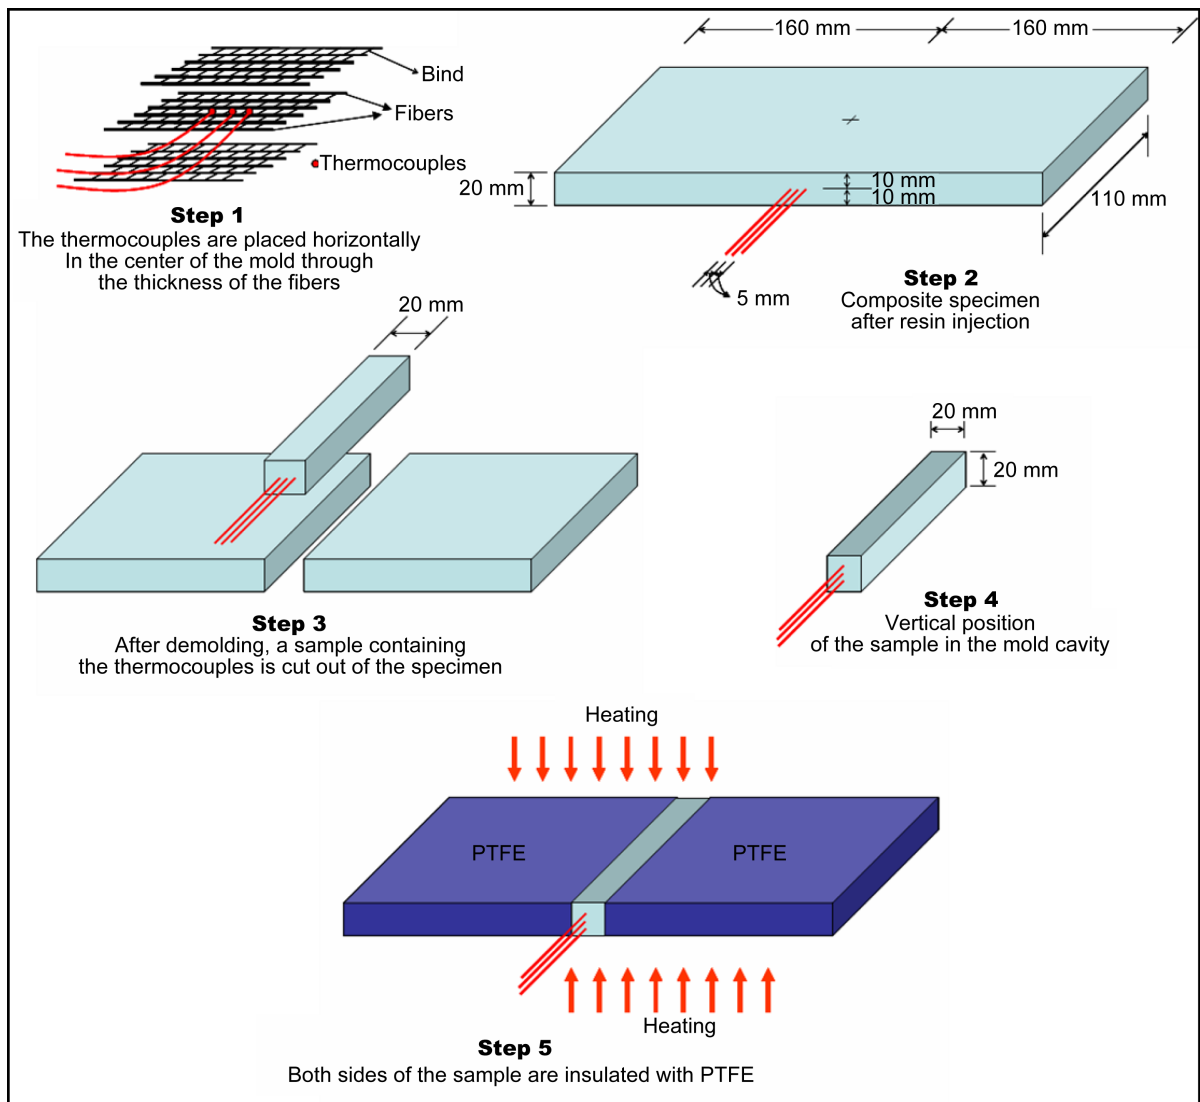 Bind
Fibers
Thermocouples
Step 1
The thermocouples are placed horizontally
In the center of the mold through
the thickness of the fibers
160 mm
160 mm
20 mm
10 mm
10 mm
110 mm
5 mm
Step 2
Composite specimen
after resin injection
20 mm
Step 3
After demolding, a sample containing
the thermocouples is cut out of the specimen
20 mm
20 mm
Step 4
Vertical position
of the sample in the mold cavity
Heating
PTFE
PTFE
Heating
Step 5
Both sides of the sample are insulated with PTFE